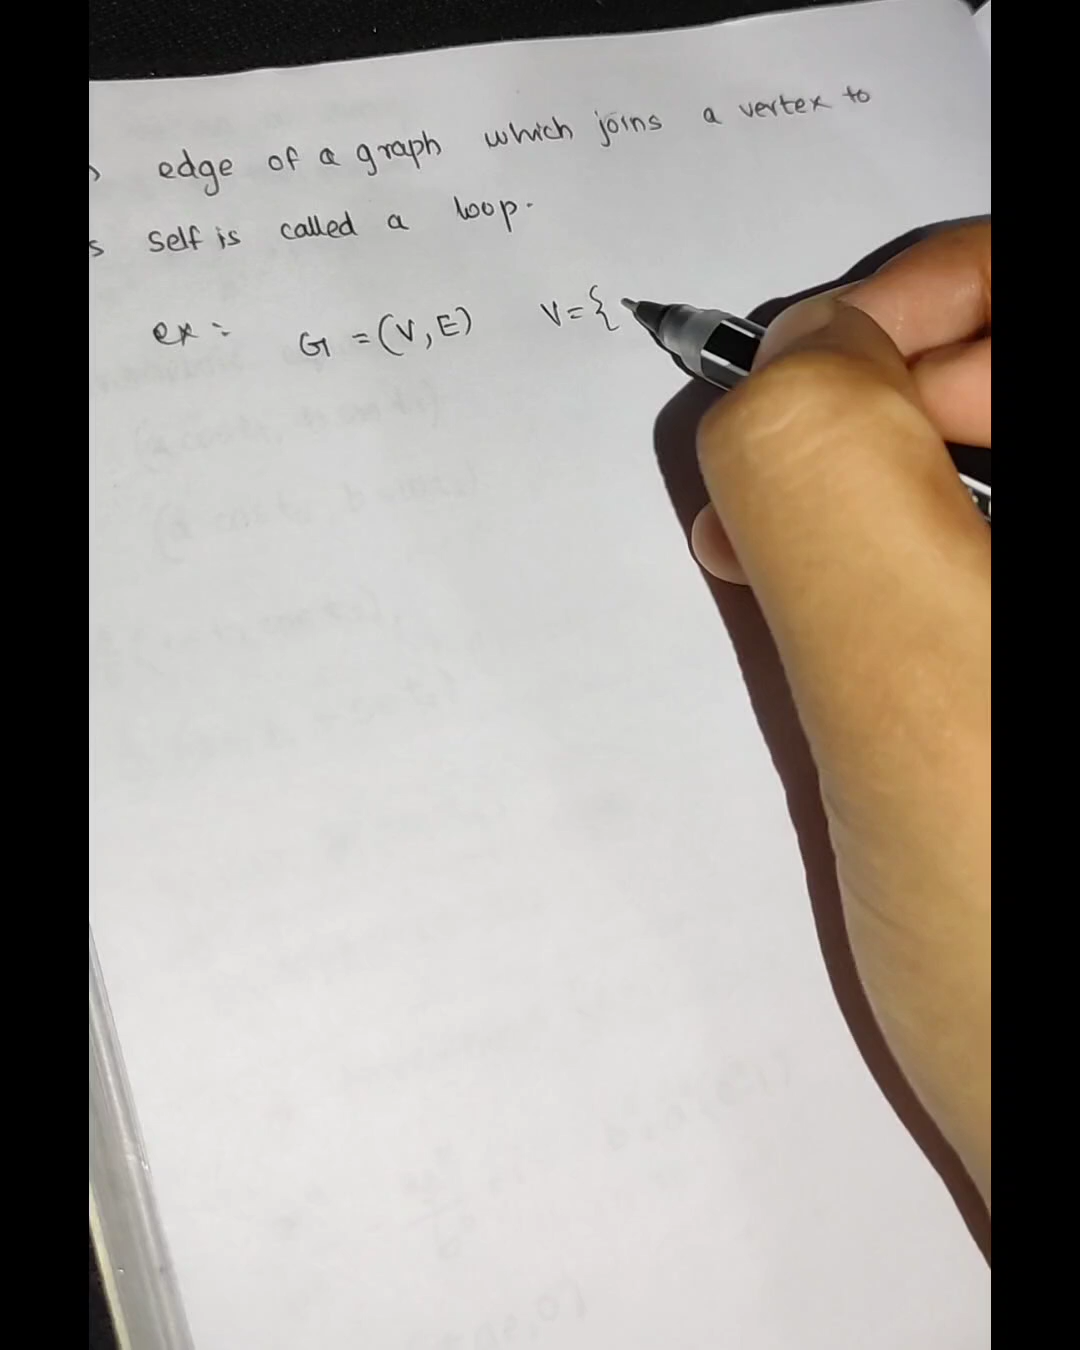 edge of a graph which joins a vertex to
s self is called a loop.
ex: G = (V, E) V = {